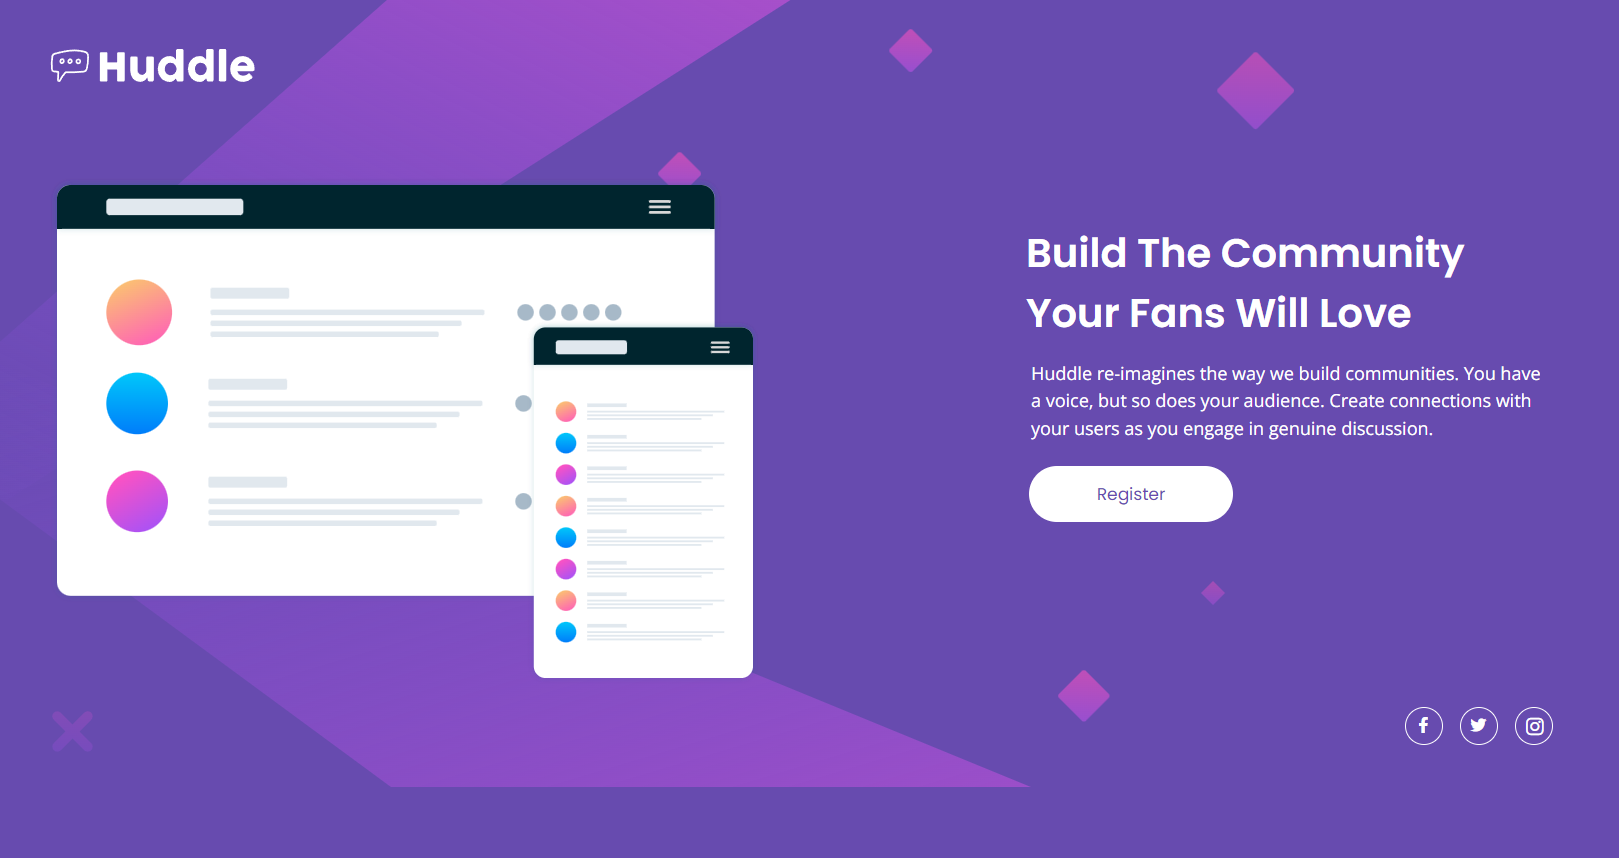 Huddle
Build The Community
Your Fans Will Love
Huddle re-imagines the way we build communities. You have
a voice, but so does your audience. Create connections with
your users as you engage in genuine discussion.
Register